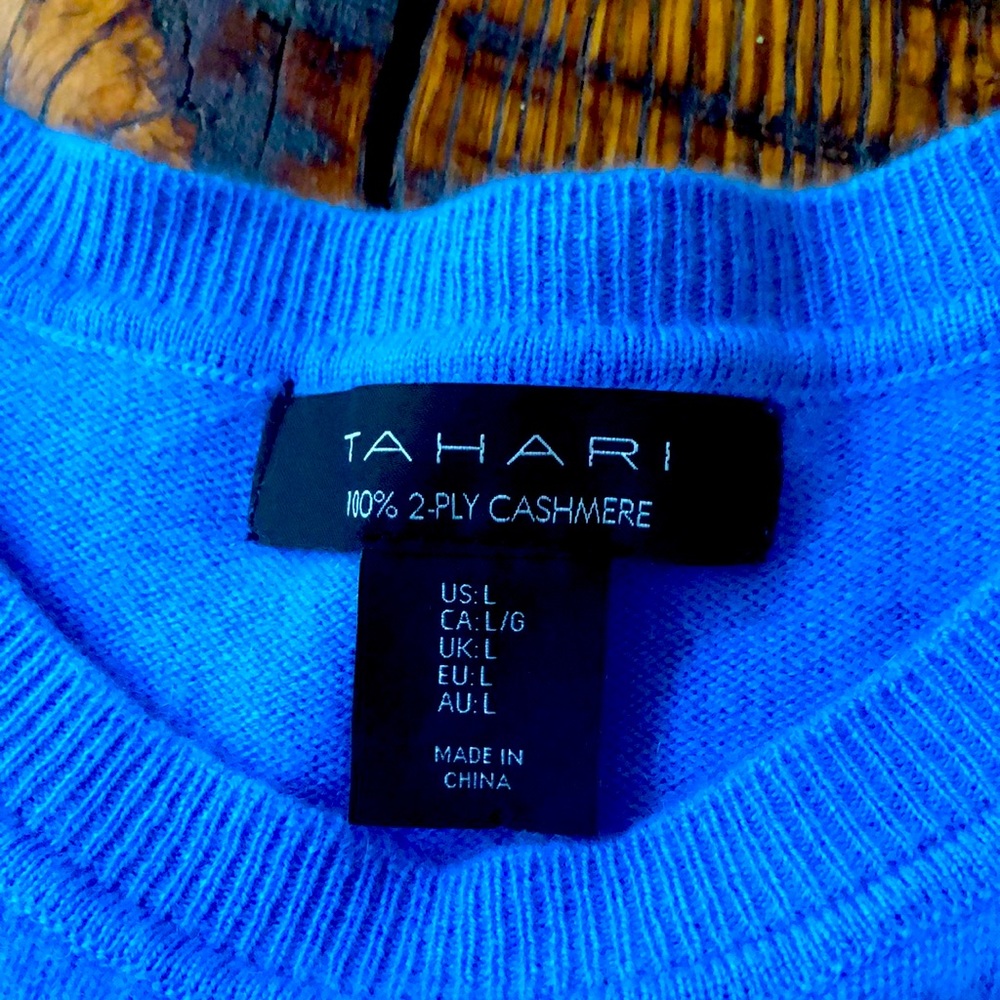 TAHARI
100% 2-PLY CASHMERE
US: L
CA: L/G
UK: L
EU: L
AU: L
MADE IN
CHINA